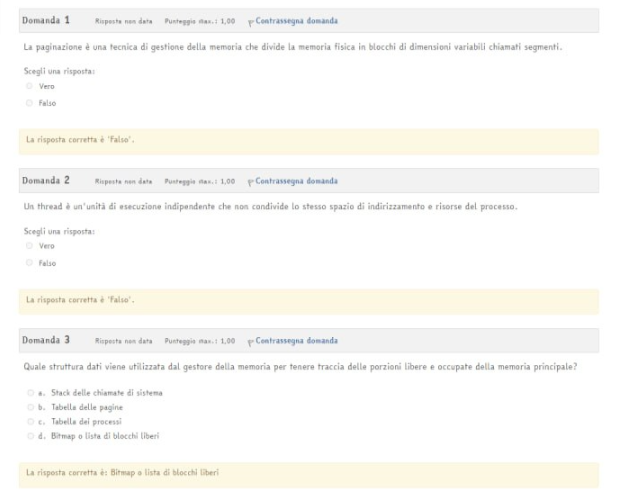 Domanda 1 Risposta non data Punteggio max.: 1,00 Contrassegna domanda
La paginazione è una tecnica di gestione della memoria che divide la memoria fisica in blocchi di dimensioni variabili chiamati segmenti.
Scegli una risposta:
Vero
Falso
La risposta corretta è 'Falso'.
Domanda 2 Risposta non data Punteggio max.: 1,00 Contrassegna domanda
Un thread è un'unità di esecuzione indipendente che non condivide lo stesso spazio di indirizzamento e risorse del processo.
Scegli una risposta:
Vero
Falso
La risposta corretta è 'Falso'.
Domanda 3 Risposta non data Punteggio max.: 1,00 Contrassegna domanda
Quale struttura dati viene utilizzata dal gestore della memoria per tenere traccia delle porzioni libere e occupate della memoria principale?
a. Stack delle chiamate di sistema
b. Tabella delle pagine
c. Tabella dei processi
d. Bitmap o lista di blocchi liberi
La risposta corretta è: Bitmap o lista di blocchi liberi